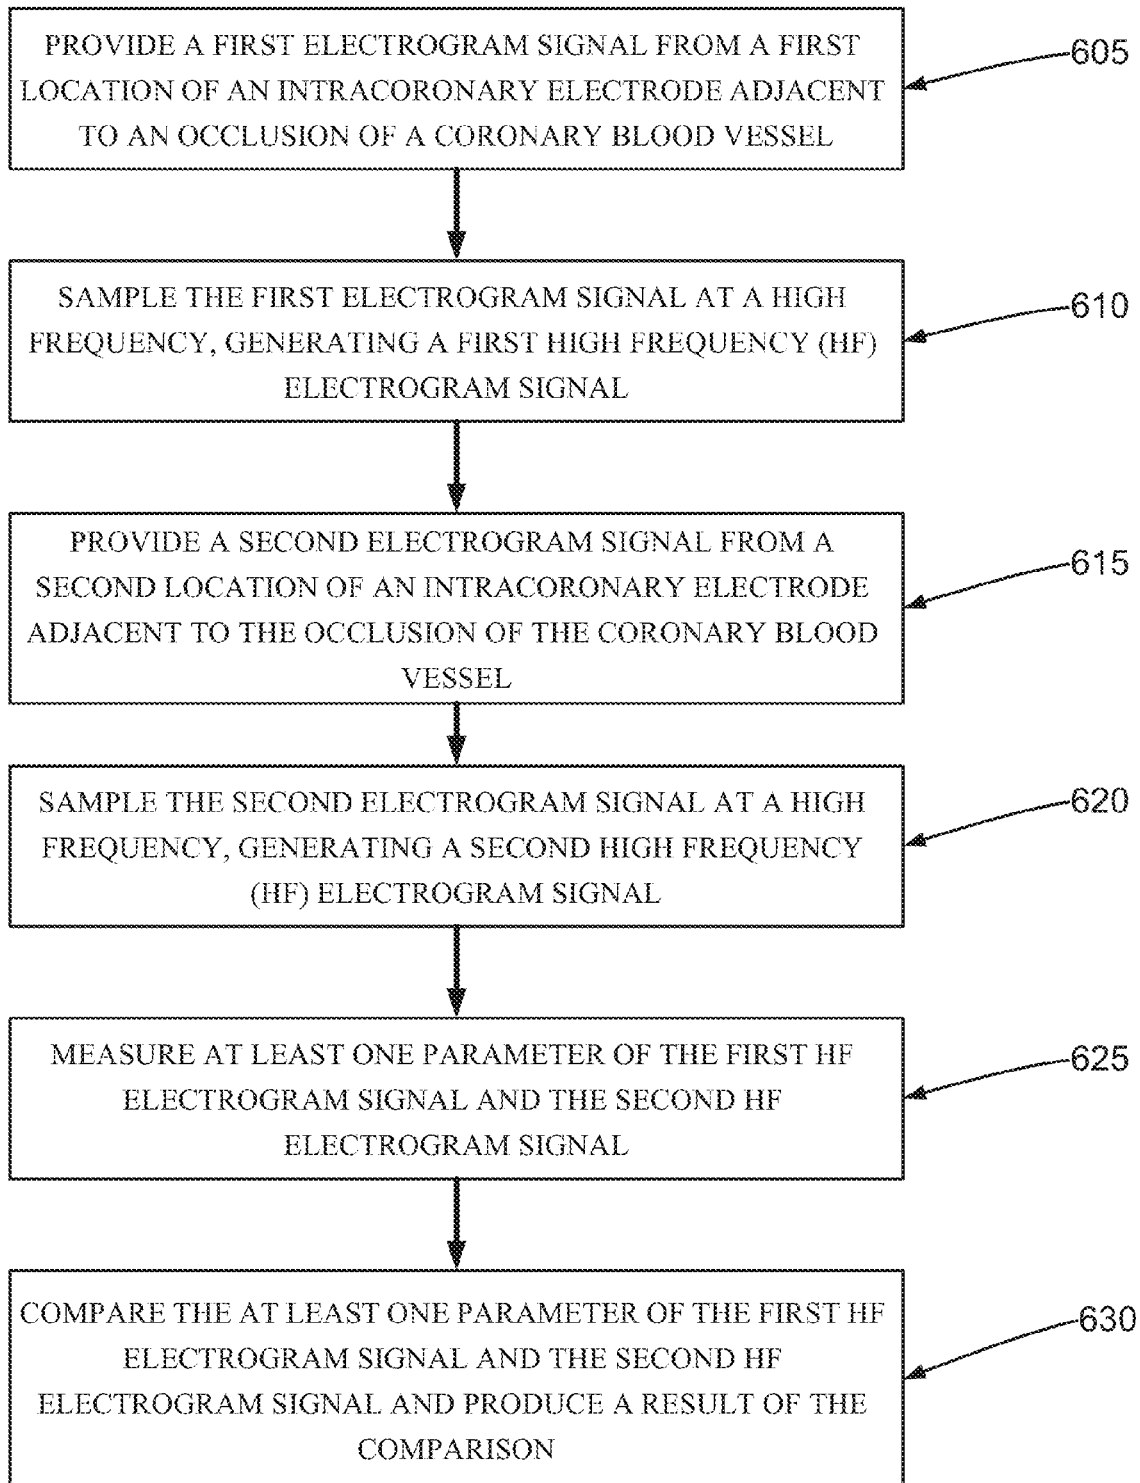 PROVIDE A FIRST ELECTROGRAM SIGNAL FROM A FIRST
LOCATION OF AN INTRACORONARY ELECTRODE ADJACENT
TO AN OCCLUSION OF A CORONARY BLOOD VESSEL
605
SAMPLE THE FIRST ELECTROGRAM SIGNAL AT A HIGH
FREQUENCY, GENERATING A FIRST HIGH FREQUENCY (HF)
ELECTROGRAM SIGNAL
610
PROVIDE A SECOND ELECTROGRAM SIGNAL FROM A
SECOND LOCATION OF AN INTRACORONARY ELECTRODE
ADJACENT TO THE OCCLUSION OF THE CORONARY BLOOD
VESSEL
615
SAMPLE THE SECOND ELECTROGRAM SIGNAL AT A HIGH
FREQUENCY, GENERATING A SECOND HIGH FREQUENCY
(HF) ELECTROGRAM SIGNAL
620
MEASURE AT LEAST ONE PARAMETER OF THE FIRST HF
ELECTROGRAM SIGNAL AND THE SECOND HF
ELECTROGRAM SIGNAL
625
COMPARE THE AT LEAST ONE PARAMETER OF THE FIRST HF
ELECTROGRAM SIGNAL AND THE SECOND HF
ELECTROGRAM SIGNAL AND PRODUCE A RESULT OF THE
COMPARISON
630